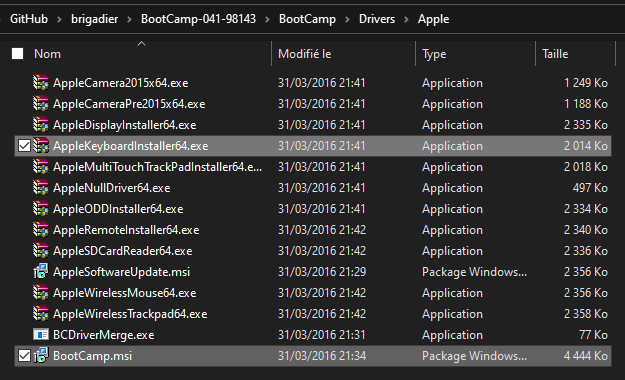 GitHub > brigadier > BootCamp-041-98143 > BootCamp > Drivers > Apple
Nom Modifié le Type Taille
AppleCamera2015x64.exe 31/03/2016 21:41 Application 1 249 Ko
AppleCameraPre2015x64.exe 31/03/2016 21:41 Application 1 188 Ko
AppleDisplayInstaller64.exe 31/03/2016 21:41 Application 2 335 Ko
AppleKeyboardInstaller64.exe 31/03/2016 21:41 Application 2 014 Ko
AppleMultiTouchTrackPadInstaller64.e... 31/03/2016 21:41 Application 2 018 Ko
AppleNullDriver64.exe 31/03/2016 21:41 Application 497 Ko
AppleODDInstaller64.exe 31/03/2016 21:41 Application 2 334 Ko
AppleRemoteInstaller64.exe 31/03/2016 21:42 Application 2 340 Ko
AppleSDCardReader64.exe 31/03/2016 21:42 Application 2 336 Ko
AppleSoftwareUpdate.msi 31/03/2016 21:29 Package Windows... 2 356 Ko
AppleWirelessMouse64.exe 31/03/2016 21:42 Application 2 356 Ko
AppleWirelessTrackpad64.exe 31/03/2016 21:42 Application 2 358 Ko
BCDriverMerge.exe 31/03/2016 21:31 Application 77 Ko
BootCamp.msi 31/03/2016 21:34 Package Windows... 4 444 Ko